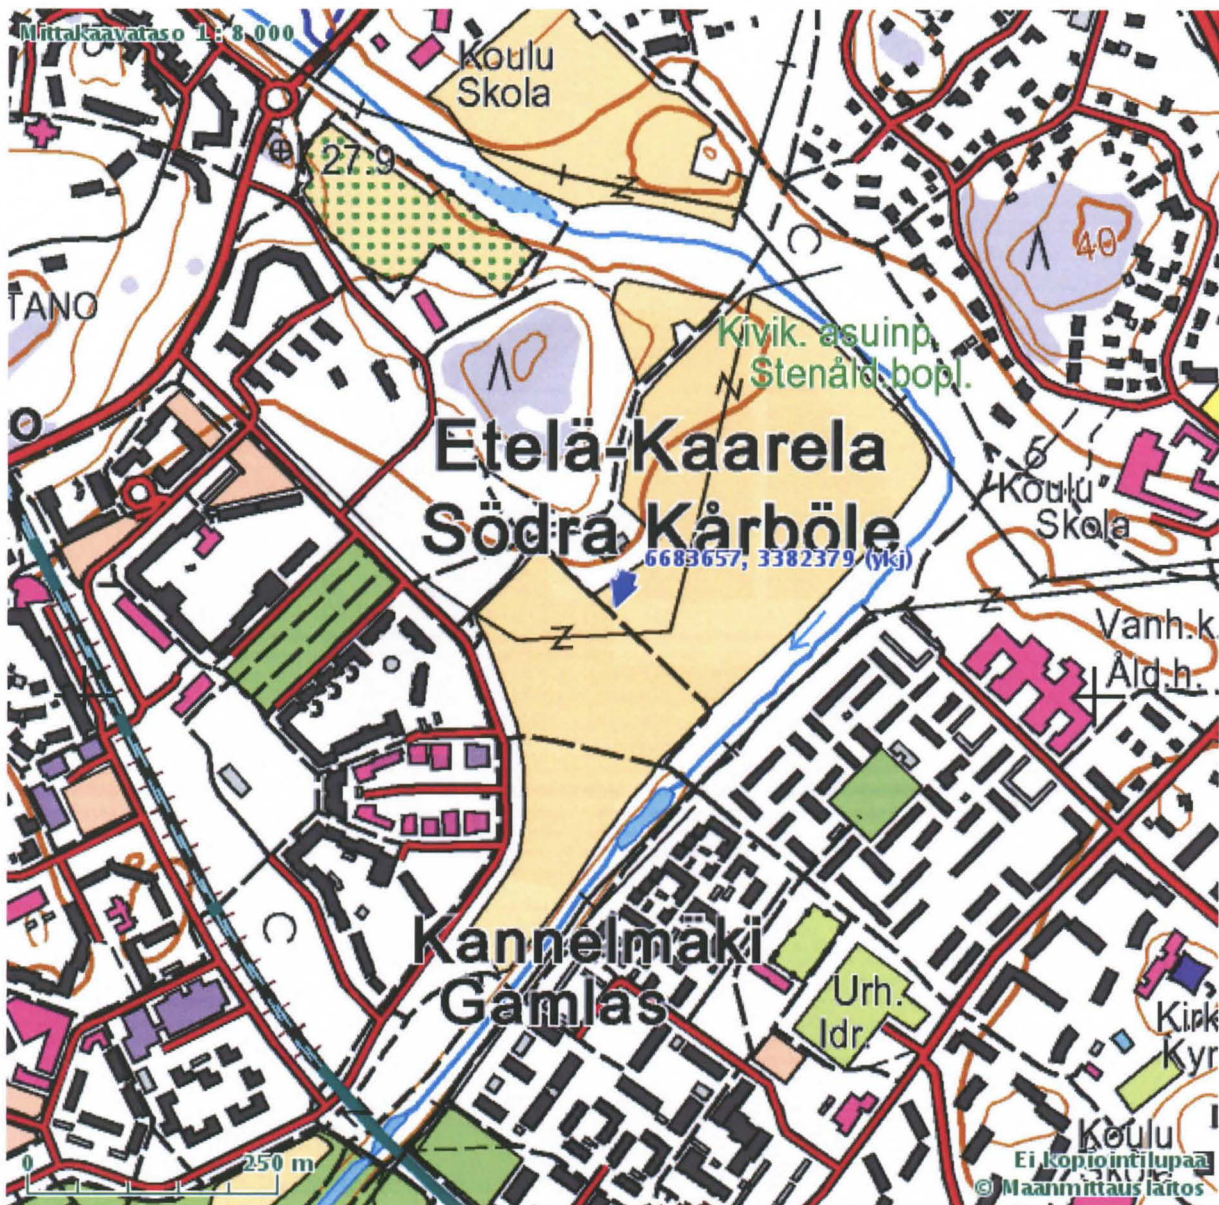 Mittakaavataso 1 : 8 000
Koulu
Skola
27.9
40
TANO
Kivik. asuinp.
Stenåld.bopl.
Etelä-Kaarela
Södra Kårböle
6683657, 3382379 (ykj)
6
Koulu
Skola
Vanh.k
Åld.h.
Kannelmäki
Gamlas
Urh.
Idr.
Kirk
Kyr
Koulu
0
250 m
Ei kopiointilupaa
© Maanmittauslaitos